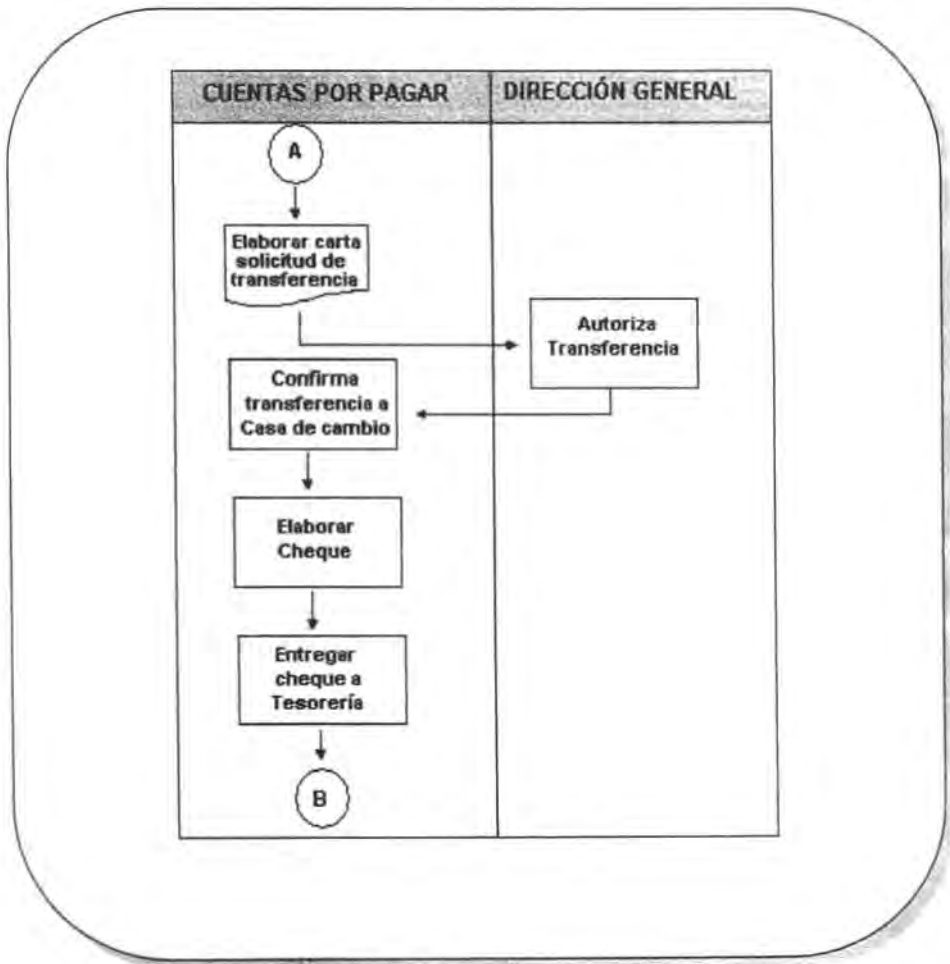 CUENTAS POR PAGAR
DIRECCIÓN GENERAL
A
Elaborar carta
solicitud de
transferencia
Autoriza
Transferencia
Confirma
transferencia a
Casa de cambio
Elaborar
Cheque
Entregar
cheque a
Tesorería
B